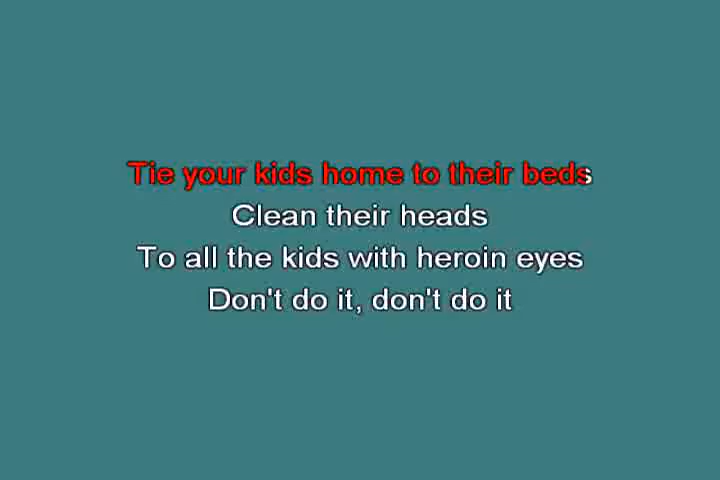 Tie your kids home to their beds
Clean their heads
To all the kids with heroin eyes
Don't do it, don't do it